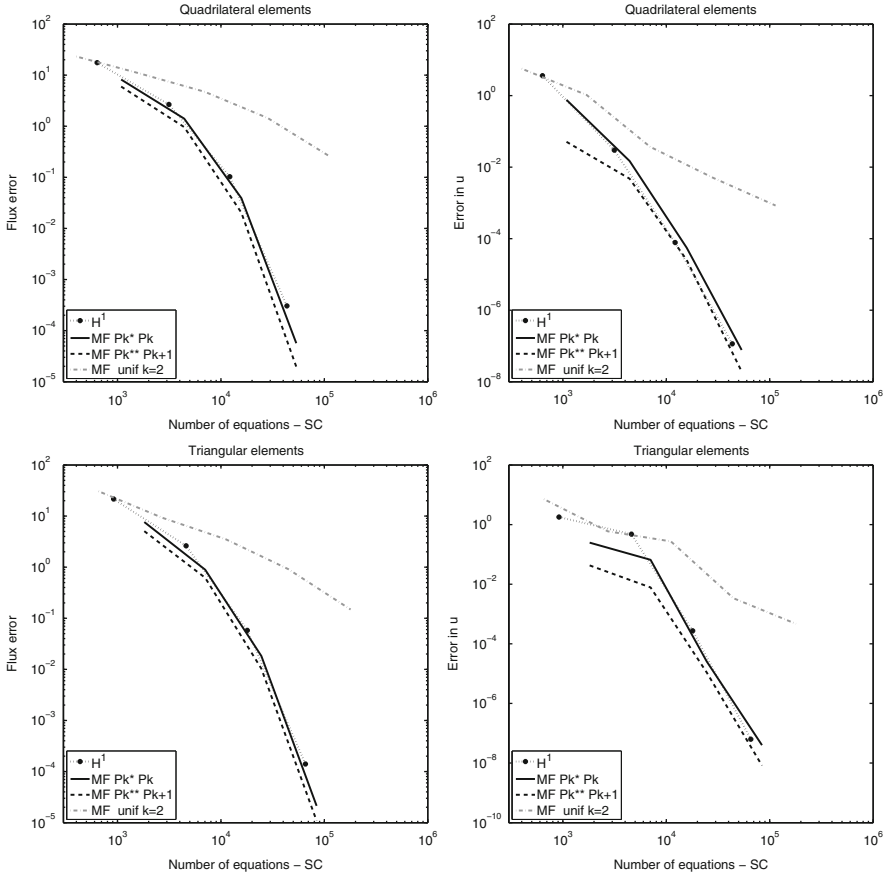 Quadrilateral elements
10^2
10^1
10^0
10^−1
10^−2
10^−3
10^−4
10^−5
Flux error
H^1
MF Pk* Pk
MF Pk** Pk+1
MF unif k=2
10^3
10^4
10^5
10^6
Number of equations − SC
Quadrilateral elements
10^2
10^0
10^−2
10^−4
10^−6
10^−8
Error in u
H^1
MF Pk* Pk
MF Pk** Pk+1
MF unif k=2
10^3
10^4
10^5
10^6
Number of equations − SC
Triangular elements
10^2
10^1
10^0
10^−1
10^−2
10^−3
10^−4
10^−5
Flux error
H^1
MF Pk* Pk
MF Pk** Pk+1
MF unif k=2
10^3
10^4
10^5
10^6
Number of equations − SC
Triangular elements
10^2
10^0
10^−2
10^−4
10^−6
10^−8
10^−10
Error in u
H^1
MF Pk* Pk
MF Pk** Pk+1
MF unif k=2
10^3
10^4
10^5
10^6
Number of equations − SC